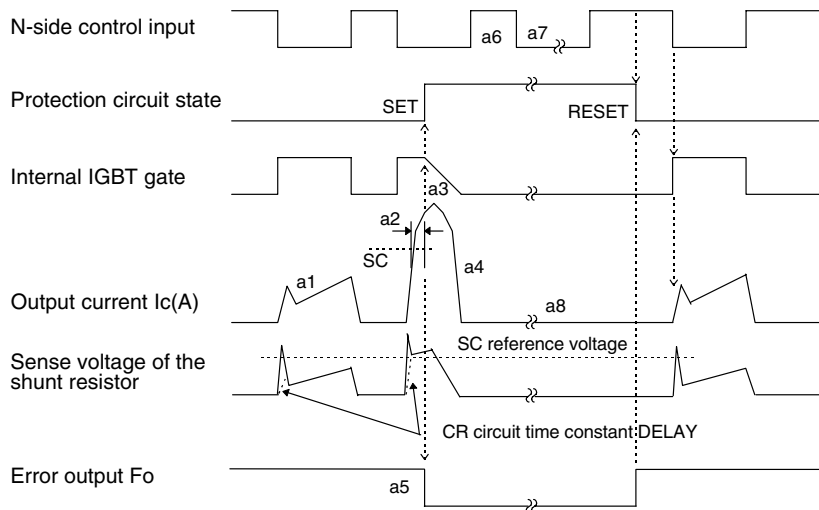 N-side control input
a6
a7
Protection circuit state
SET
RESET
Internal IGBT gate
a3
a2
SC
a4
a1
Output current Ic(A)
a8
SC reference voltage
Sense voltage of the
shunt resistor
CR circuit time constant DELAY
Error output Fo
a5